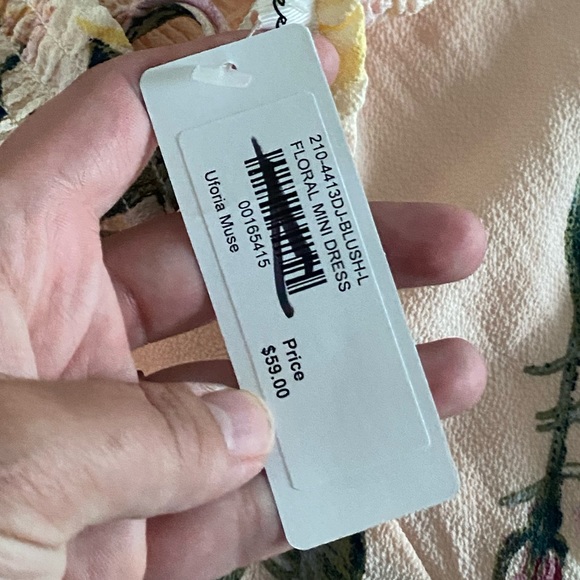 210-4413DJ-BLUSH-L
FLORAL MINI DRESS
00165415
Uforia Muse
Price
$59.00